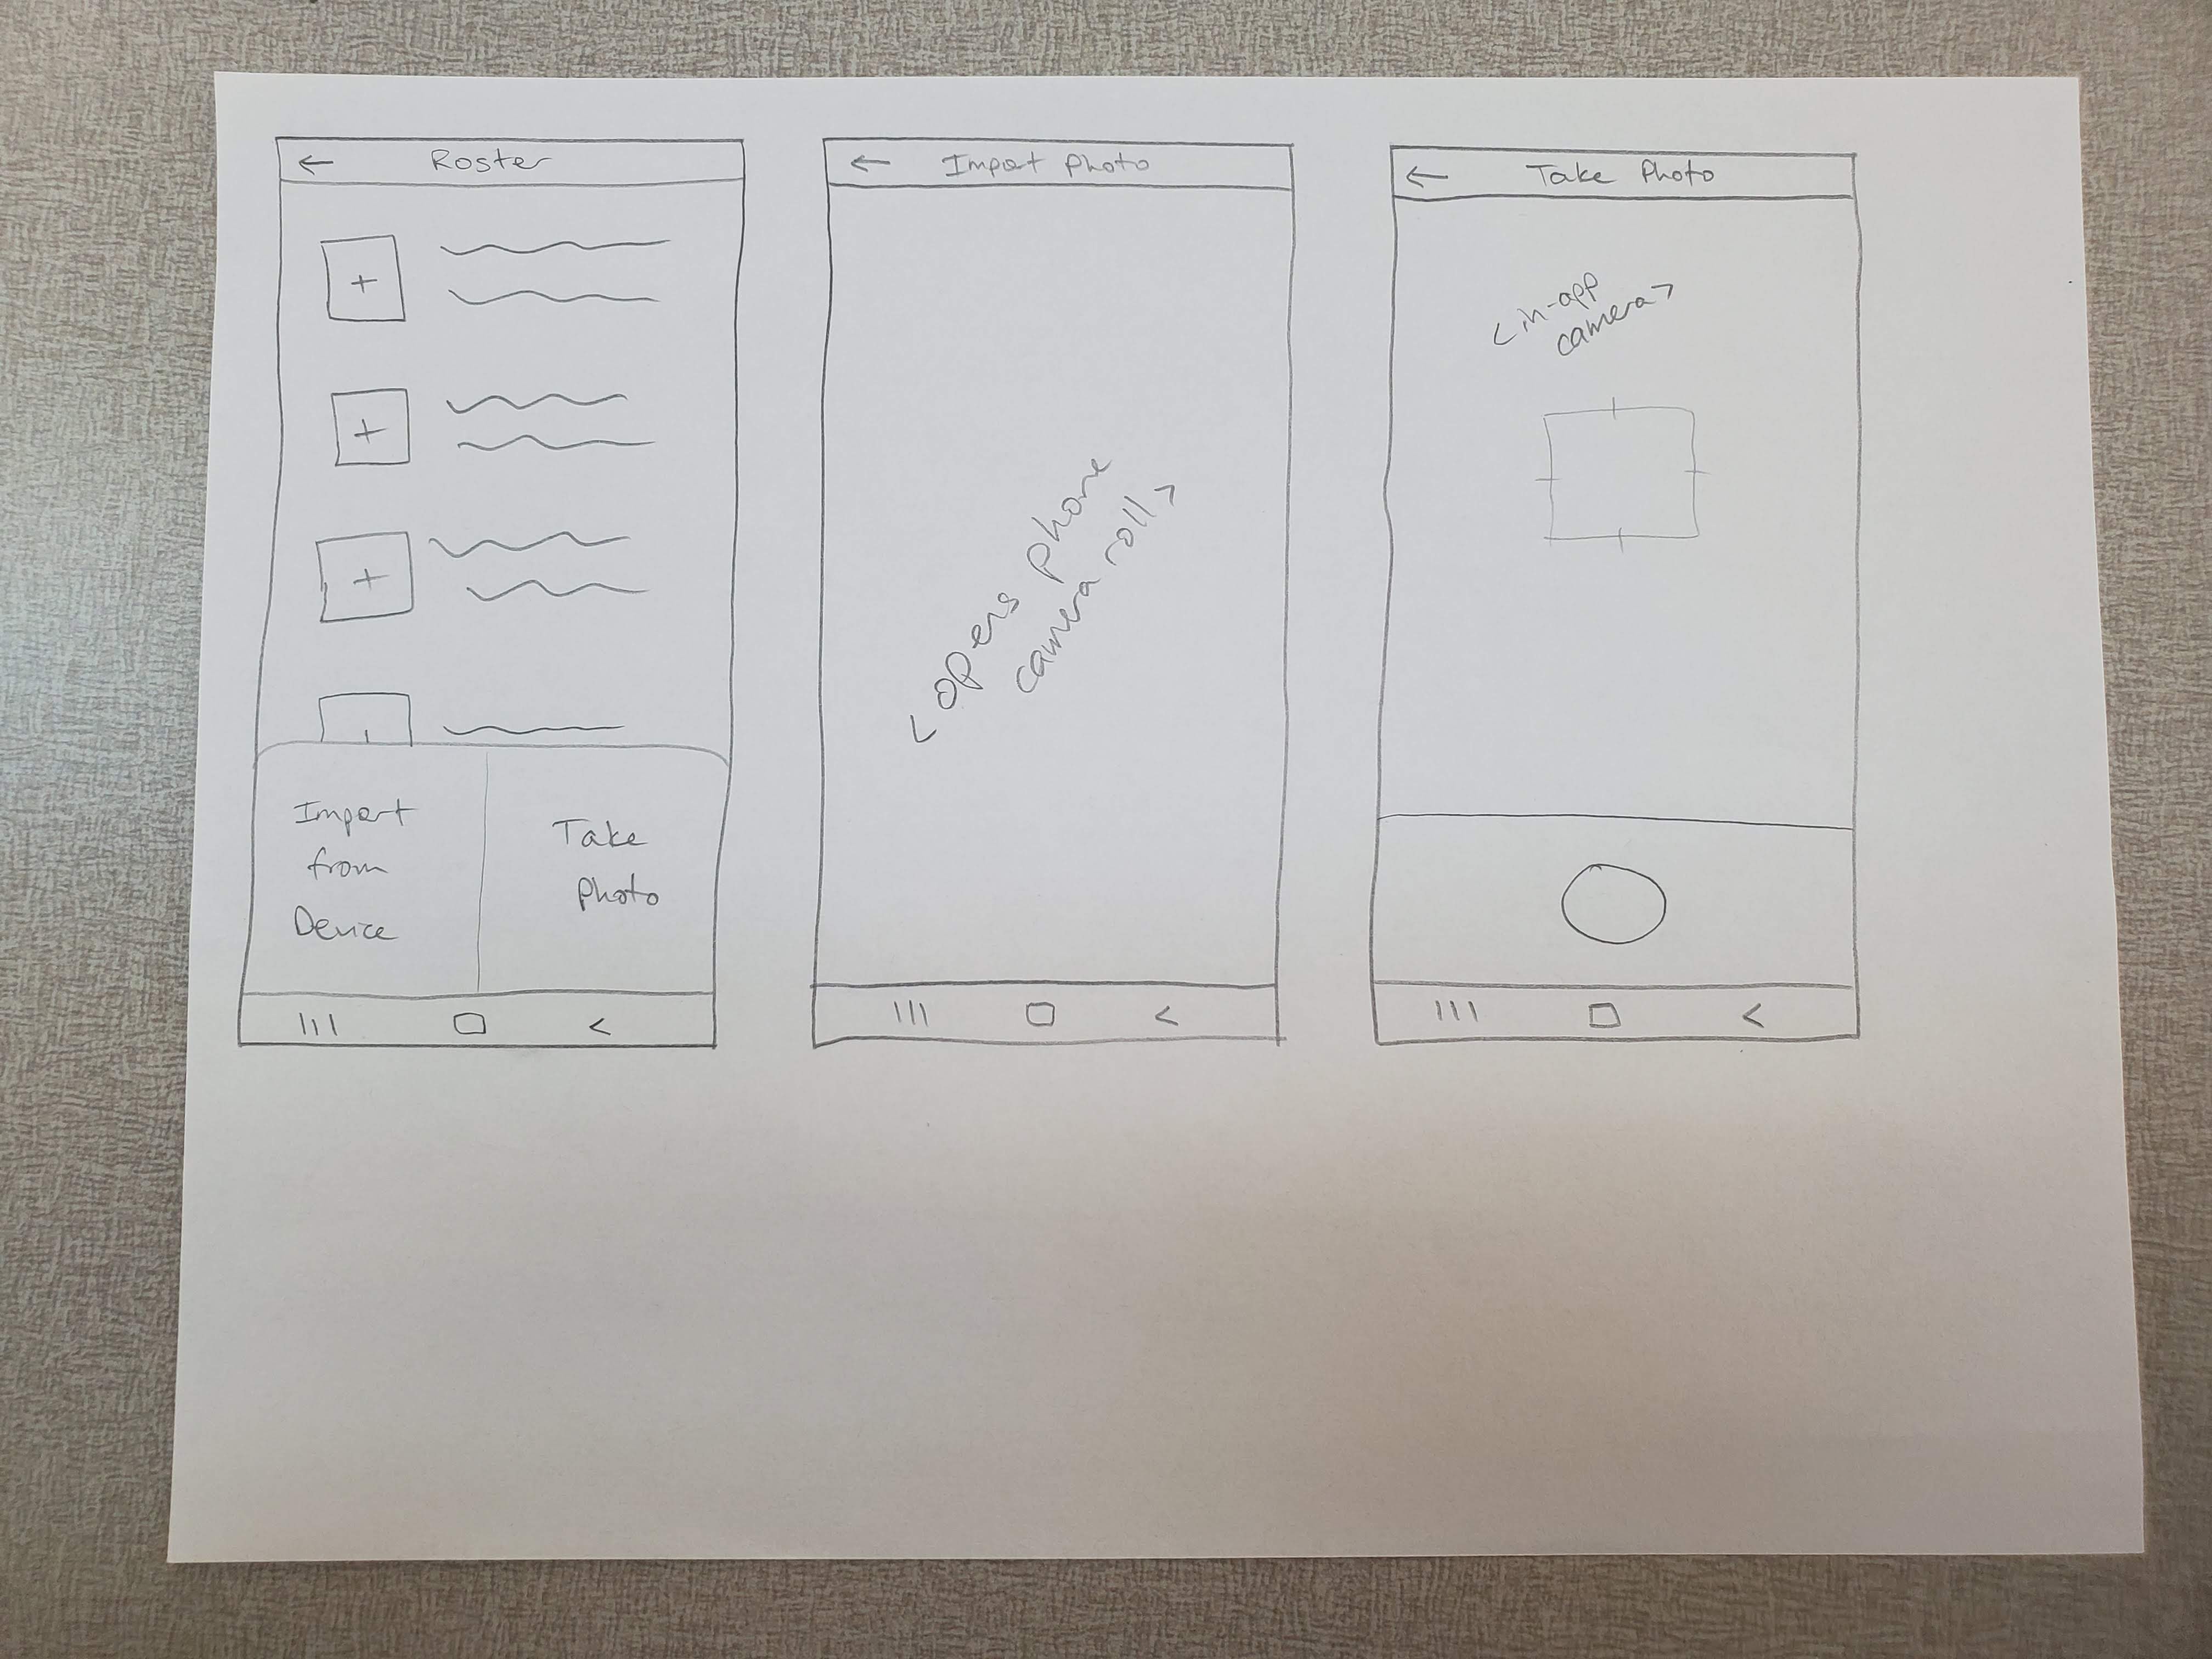 ← Roster
+
+
+
Import
from
Device
Take
Photo
← Import Photo
<opens phone
camera roll>
← Take Photo
<in-app
camera>